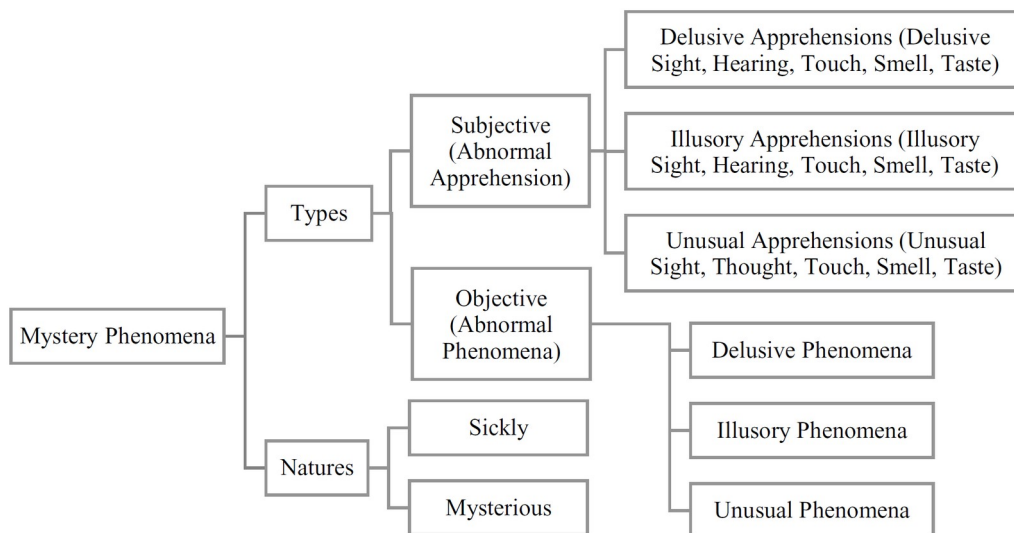 Mystery Phenomena
Types
Subjective
(Abnormal
Apprehension)
Delusive Apprehensions (Delusive
Sight, Hearing, Touch, Smell, Taste)
Illusory Apprehensions (Illusory
Sight, Hearing, Touch, Smell, Taste)
Unusual Apprehensions (Unusual
Sight, Thought, Touch, Smell, Taste)
Objective
(Abnormal
Phenomena)
Delusive Phenomena
Illusory Phenomena
Unusual Phenomena
Natures
Sickly
Mysterious